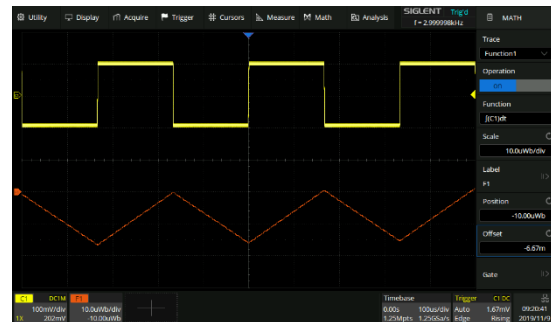 Utility Display Acquire Trigger Cursors Measure Math Analysis SIGLENT Trig'd
f = 2.999998kHz
MATH
Trace
Function1
Operation
on
Function
∫(C1)dt
Scale
10.0uWb/div
Label
F1
Position
-10.00uWb
Offset
-6.67m
Gate
C1 DC1M F1 Timebase Trigger C1 DC
100mV/div 10.0uWb/div 0.00s 100us/div Auto 1.67mV 09:20:41
1X 202mV -10.00uWb 1.25Mpts 1.25GSa/s Edge Rising 2019/11/9